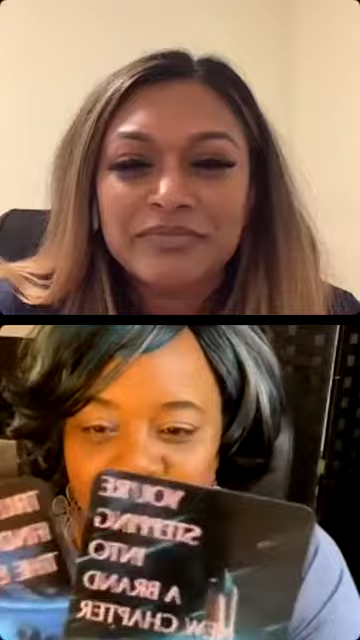 YOU'RE
STEPPING
INTO
A BRAND
NEW CHAPTER